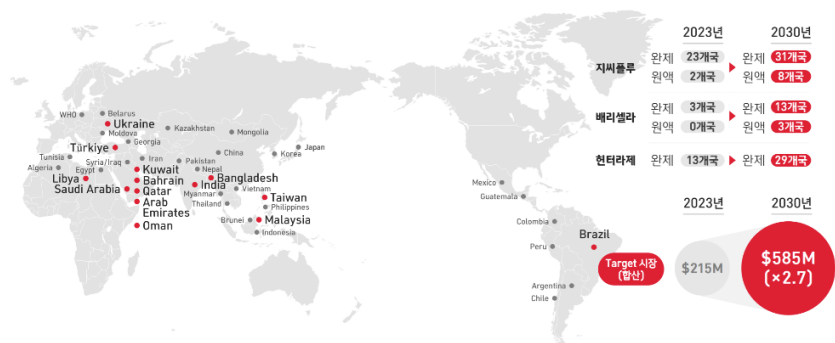 2023년 2030년
지씨플루 완제 23개국 완제 31개국
원액 2개국 원액 8개국
배리셀라 완제 3개국 완제 13개국
원액 0개국 원액 3개국
헌터라제 완제 13개국 완제 29개국
WHO
Belarus
Ukraine
Moldova
Kazakhstan
Mongolia
Georgia
Türkiye
Japan
Tunisia
Syria/Iraq
Iran
China
Korea
Algeria
Egypt
Pakistan
Nepal
Kuwait
Libya
Bahrain
Bangladesh
Saudi Arabia
Qatar
India
Vietnam
Myanmar
Arab
Emirates
Thailand
Taiwan
Philippines
Oman
Brunei
Malaysia
Indonesia
Mexico
Guatemala
Colombia
Brazil
Peru
Argentina
Chile
2023년 2030년
Target 시장
(합산)
$215M
$585M
(×2.7)